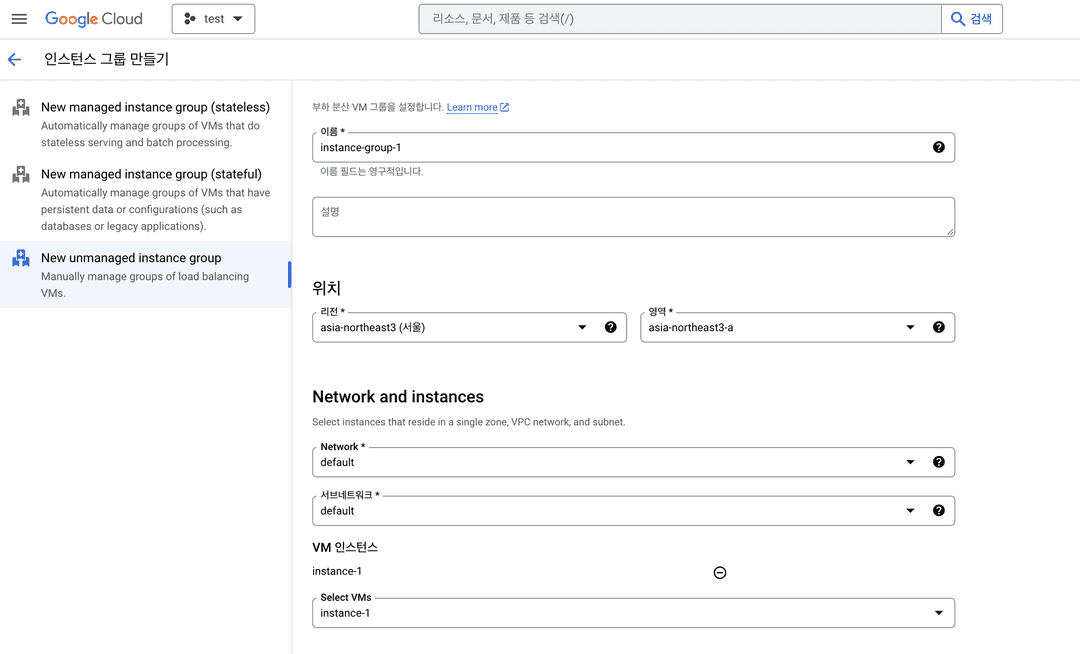 Google Cloud
test
리소스, 문서, 제품 등 검색(/)
검색
인스턴스 그룹 만들기
New managed instance group (stateless)
Automatically manage groups of VMs that do
stateless serving and batch processing.
New managed instance group (stateful)
Automatically manage groups of VMs that have
persistent data or configurations (such as
databases or legacy applications).
New unmanaged instance group
Manually manage groups of load balancing
VMs.
부하 분산 VM 그룹을 설정합니다. Learn more
이름 *
instance-group-1
이름 필드는 영구적입니다.
설명
위치
리전 *
asia-northeast3 (서울)
영역 *
asia-northeast3-a
Network and instances
Select instances that reside in a single zone, VPC network, and subnet.
Network *
default
서브네트워크 *
default
VM 인스턴스
instance-1
Select VMs
instance-1